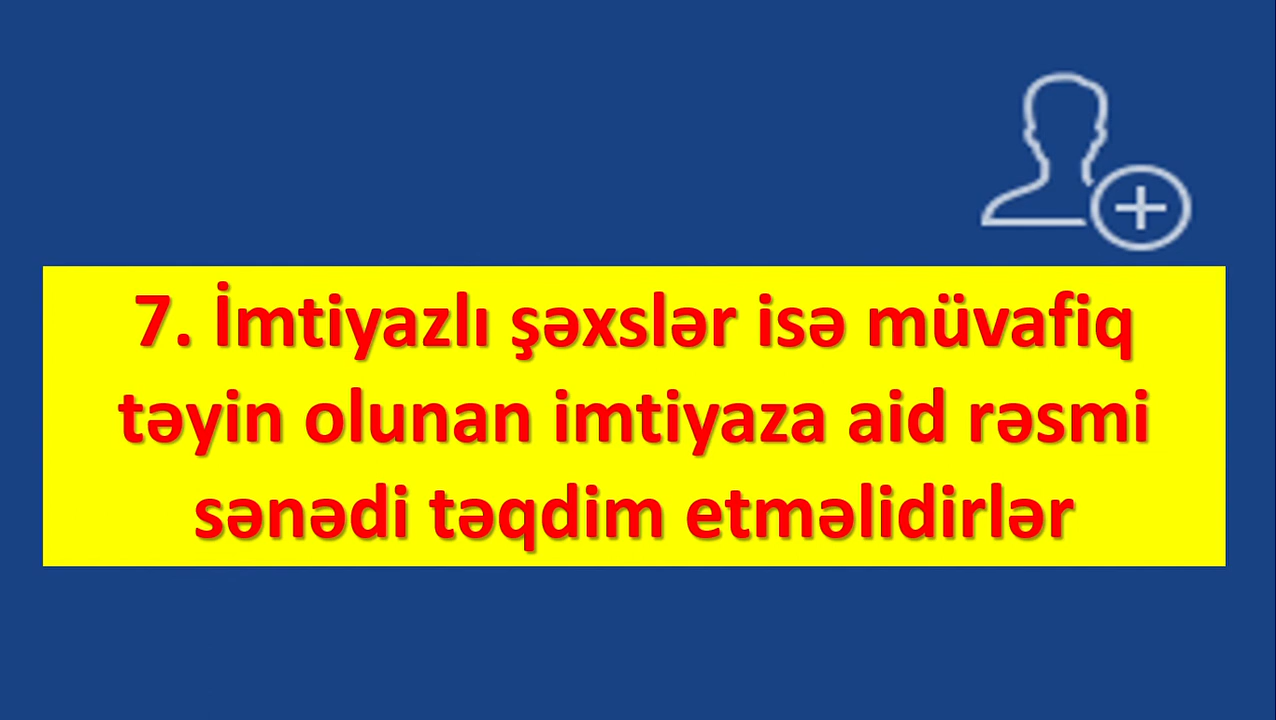 7. İmtiyazlı şəxslər isə müvafiq
təyin olunan imtiyaza aid rəsmi
sənədi təqdim etməlidirlər